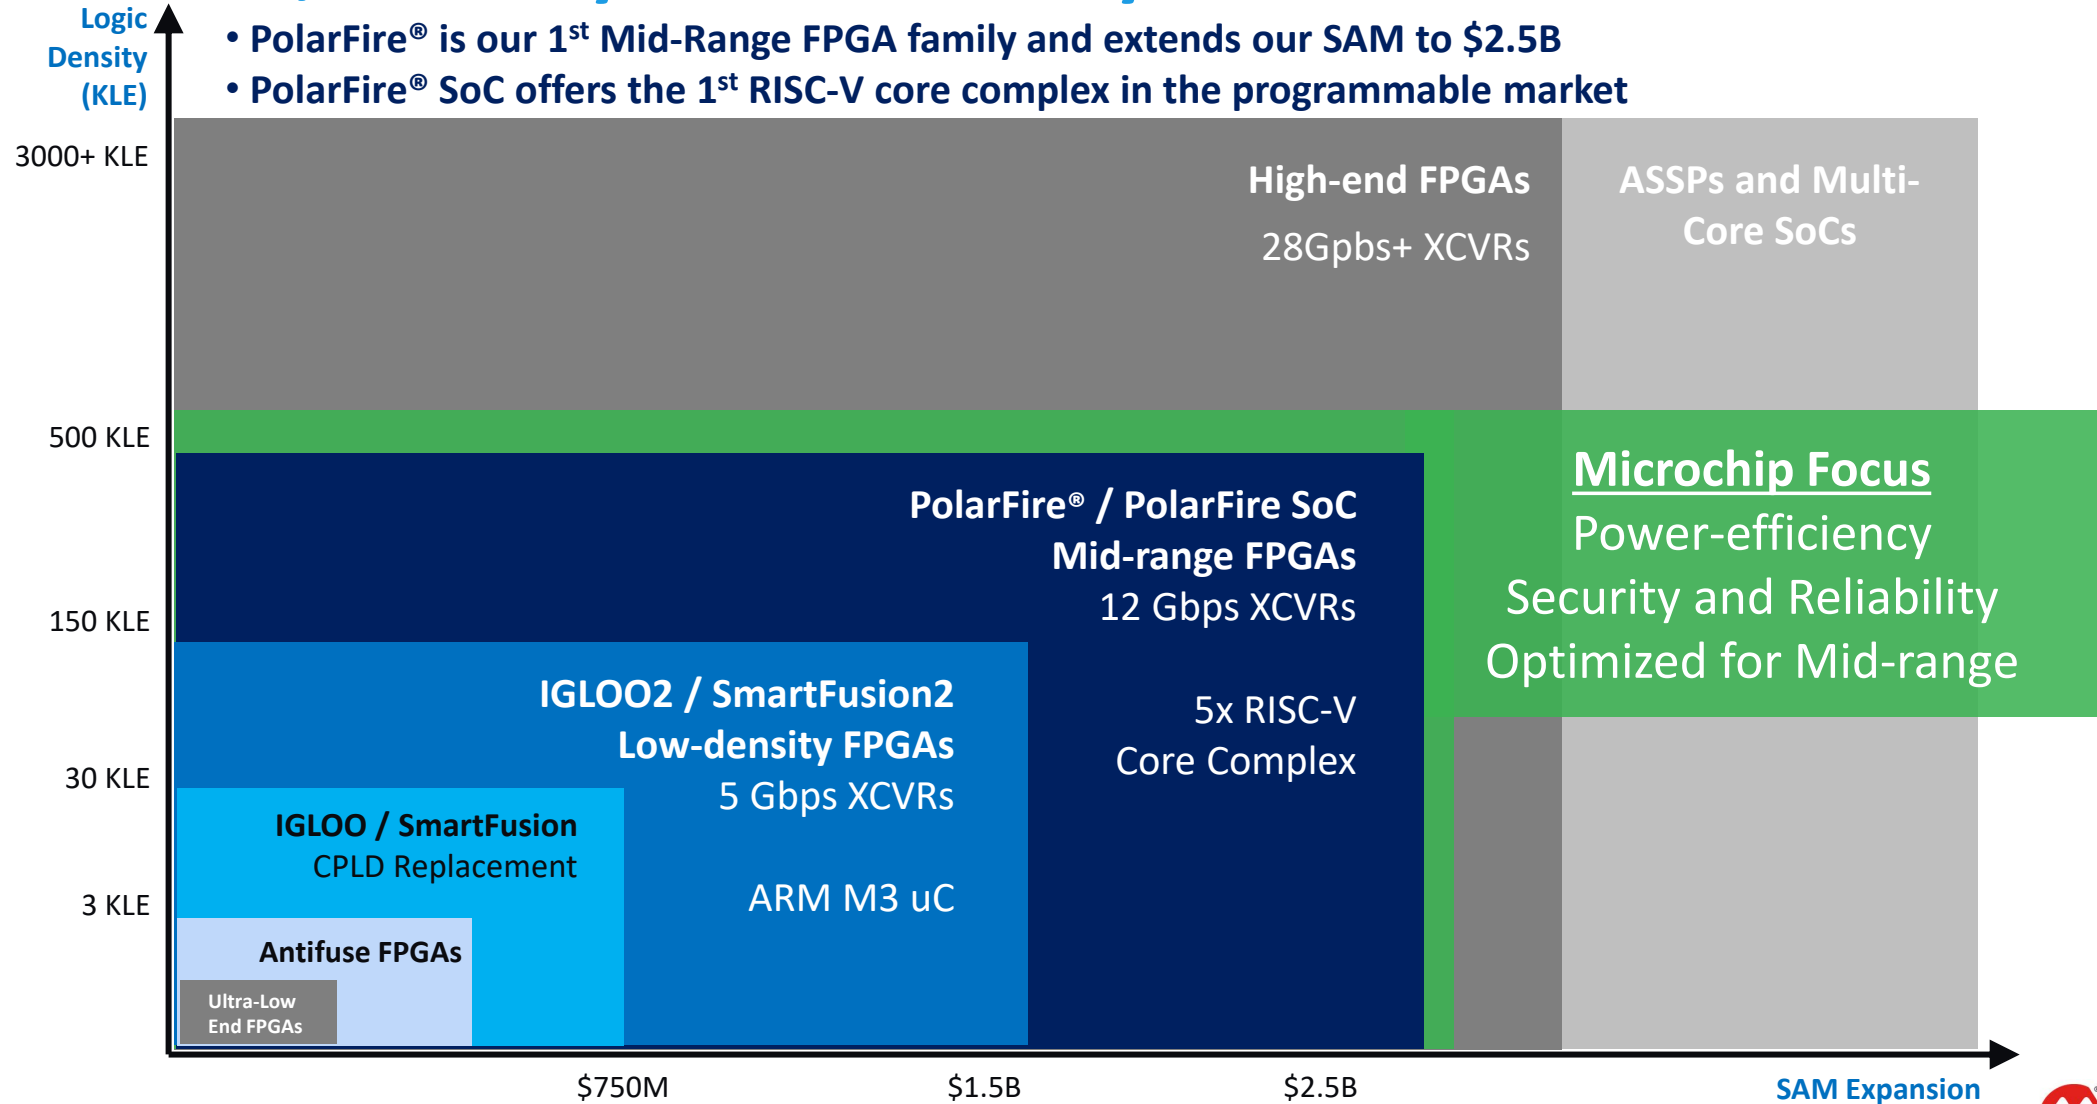 Logic
Density
(KLE)
• PolarFire® is our 1st Mid-Range FPGA family and extends our SAM to $2.5B
• PolarFire® SoC offers the 1st RISC-V core complex in the programmable market
3000+ KLE
500 KLE
150 KLE
30 KLE
3 KLE
High-end FPGAs
28Gpbs+ XCVRs
ASSPs and Multi-
Core SoCs
Microchip Focus
Power-efficiency
Security and Reliability
Optimized for Mid-range
PolarFire® / PolarFire SoC
Mid-range FPGAs
12 Gbps XCVRs
5x RISC-V
Core Complex
IGLOO2 / SmartFusion2
Low-density FPGAs
5 Gbps XCVRs
ARM M3 uC
IGLOO / SmartFusion
CPLD Replacement
Antifuse FPGAs
Ultra-Low
End FPGAs
$750M
$1.5B
$2.5B
SAM Expansion